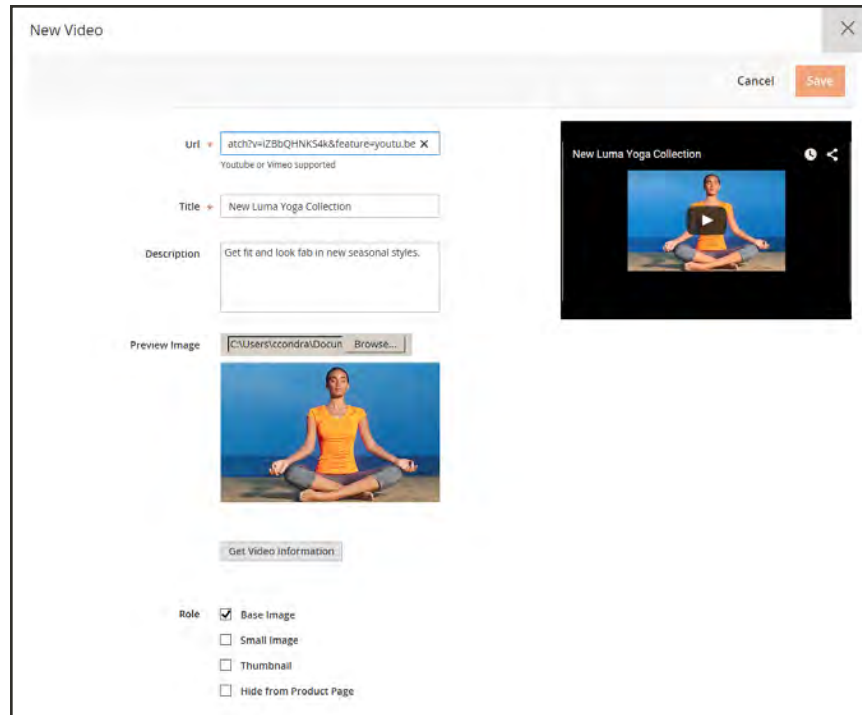 New Video
Cancel
Save
Url *
atch?v=iZBbQHNKS4k&feature=youtu.be
Youtube or Vimeo supported
New Luma Yoga Collection
Title *
New Luma Yoga Collection
Description
Get fit and look fab in new seasonal styles.
Preview Image
C:\Users\ccondra\Docun
Browse...
Get Video Information
Role
Base Image
Small Image
Thumbnail
Hide from Product Page